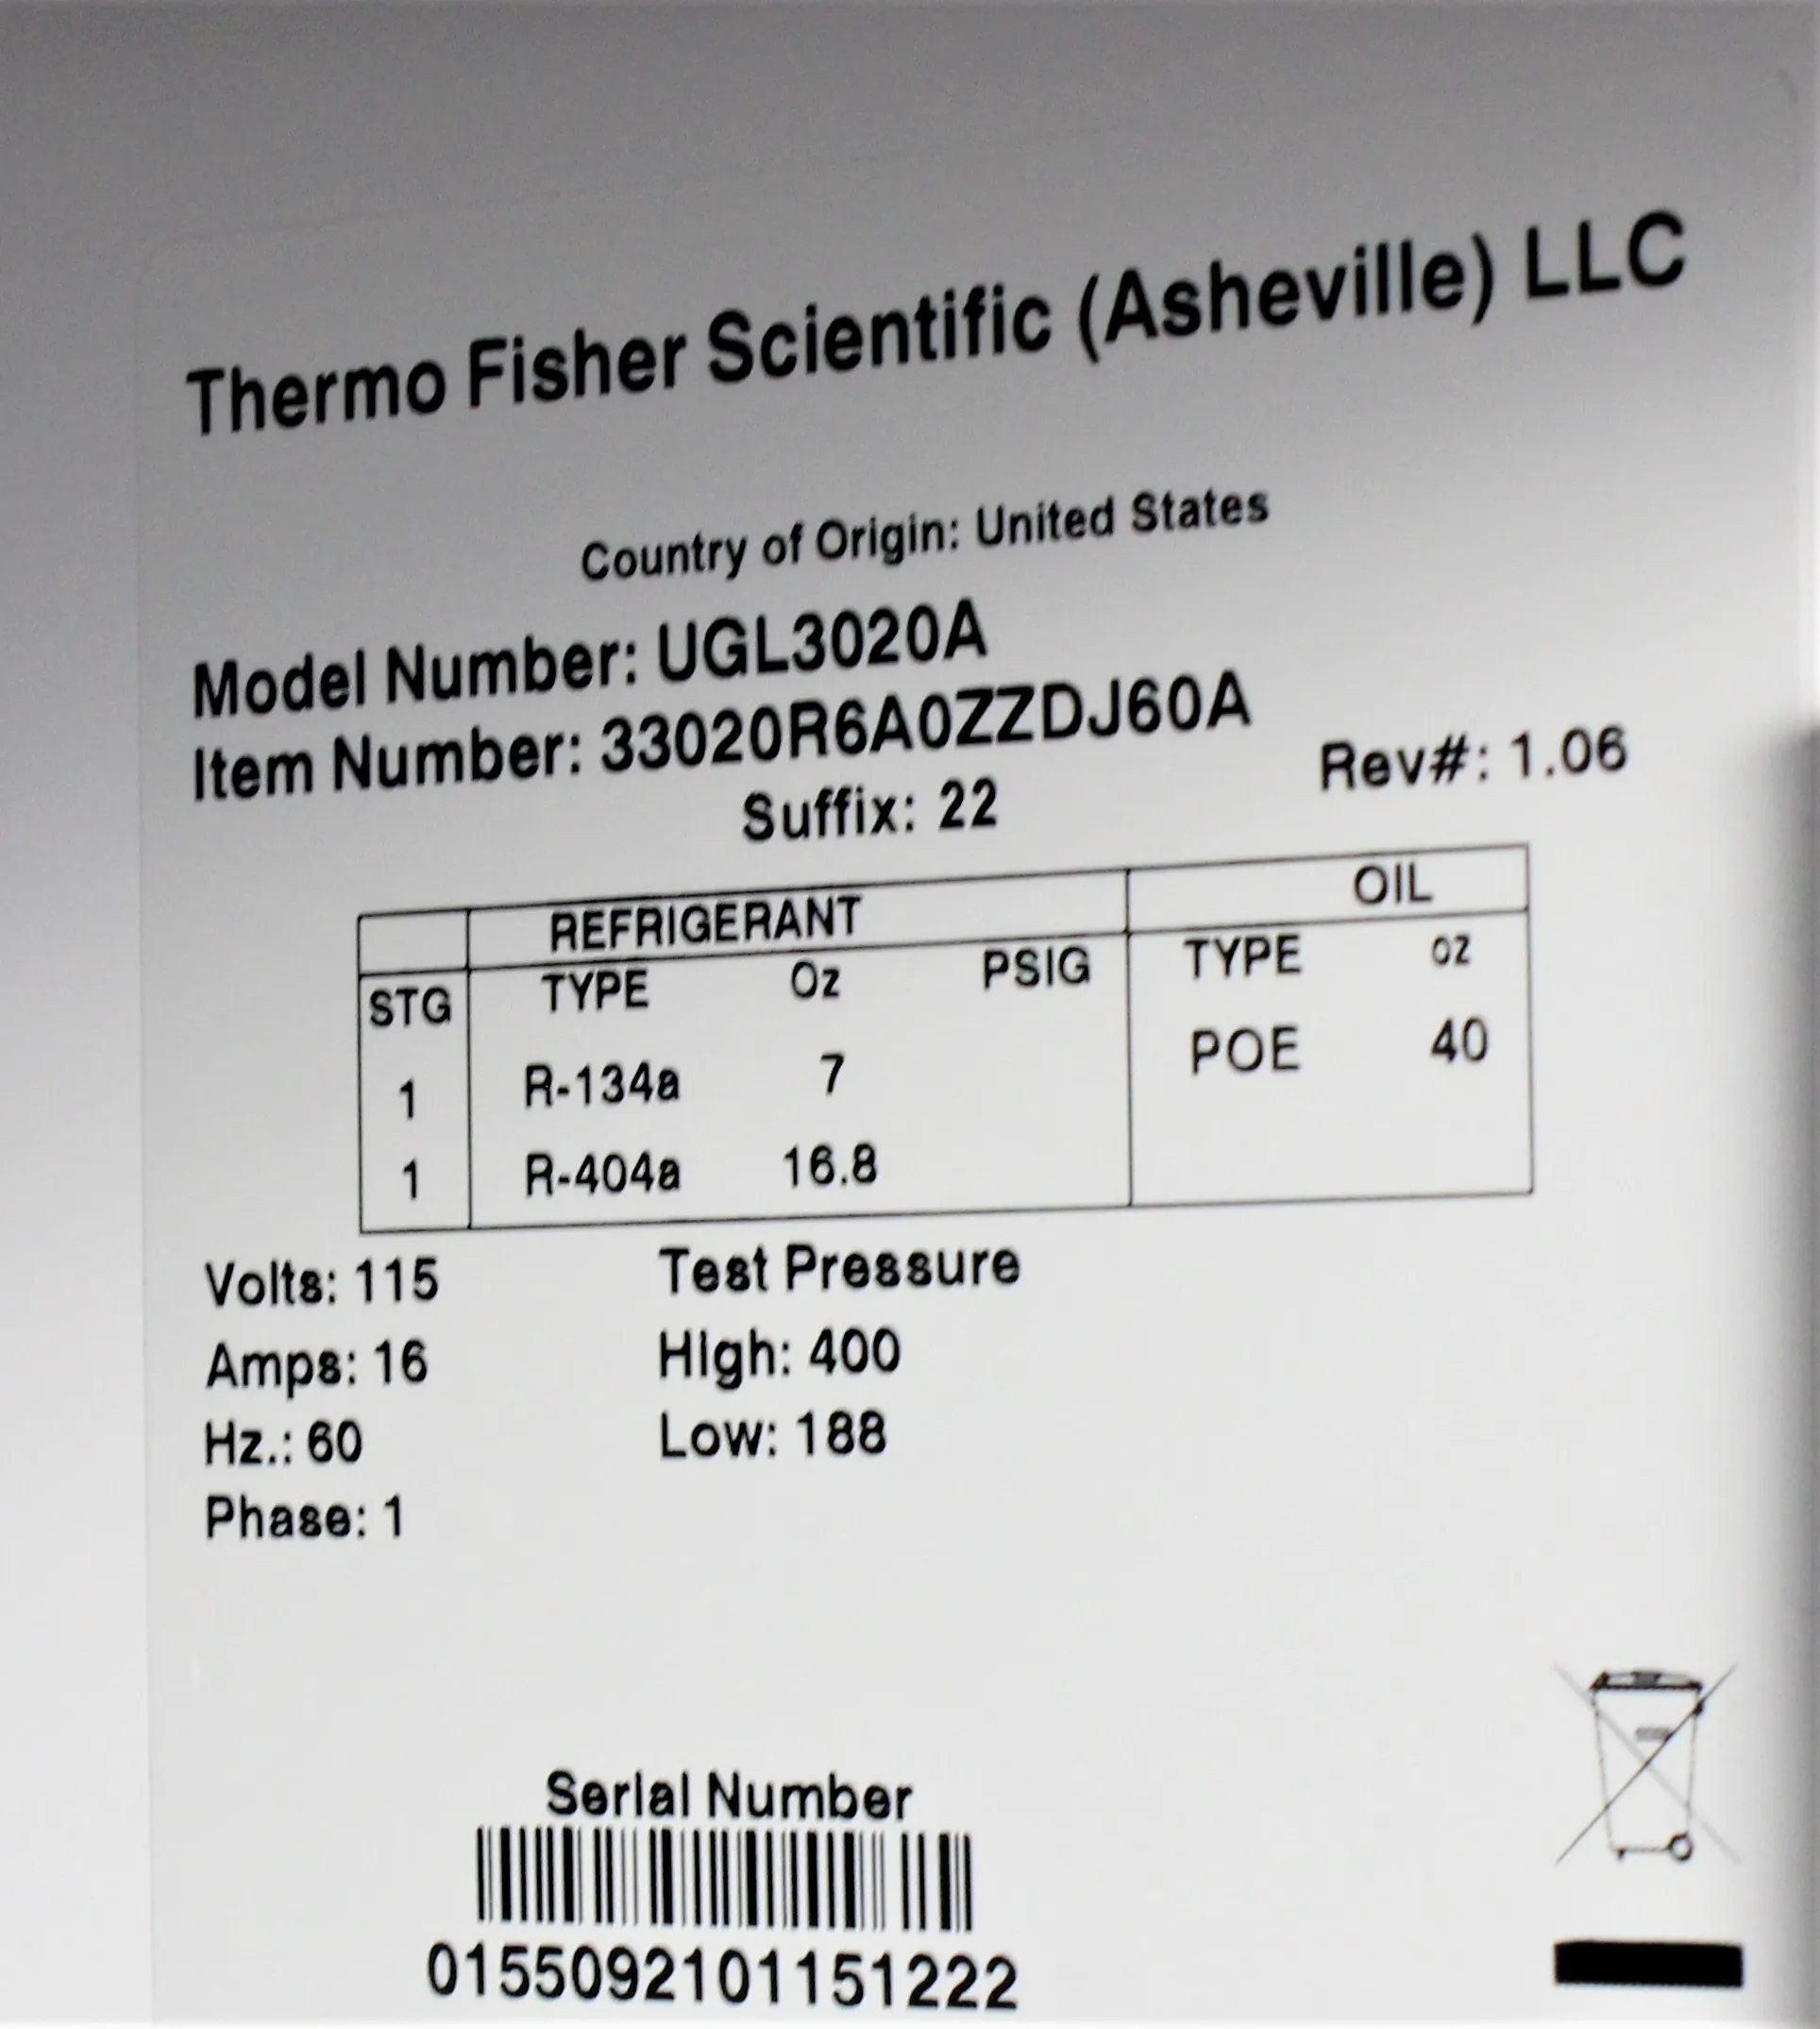 Thermo Fisher Scientific (Asheville) LLC
Country of Origin: United States
Model Number: UGL3020A
Item Number: 33020R6A0ZZDJ60A
Rev#: 1.06
Suffix: 22
REFRIGERANT OIL
STG TYPE Oz PSIG TYPE oz
1 R-134a 7 POE 40
1 R-404a 16.8
Volts: 115 Test Pressure
Amps: 16 High: 400
Hz.: 60 Low: 188
Phase: 1
Serial Number
0155092101151222